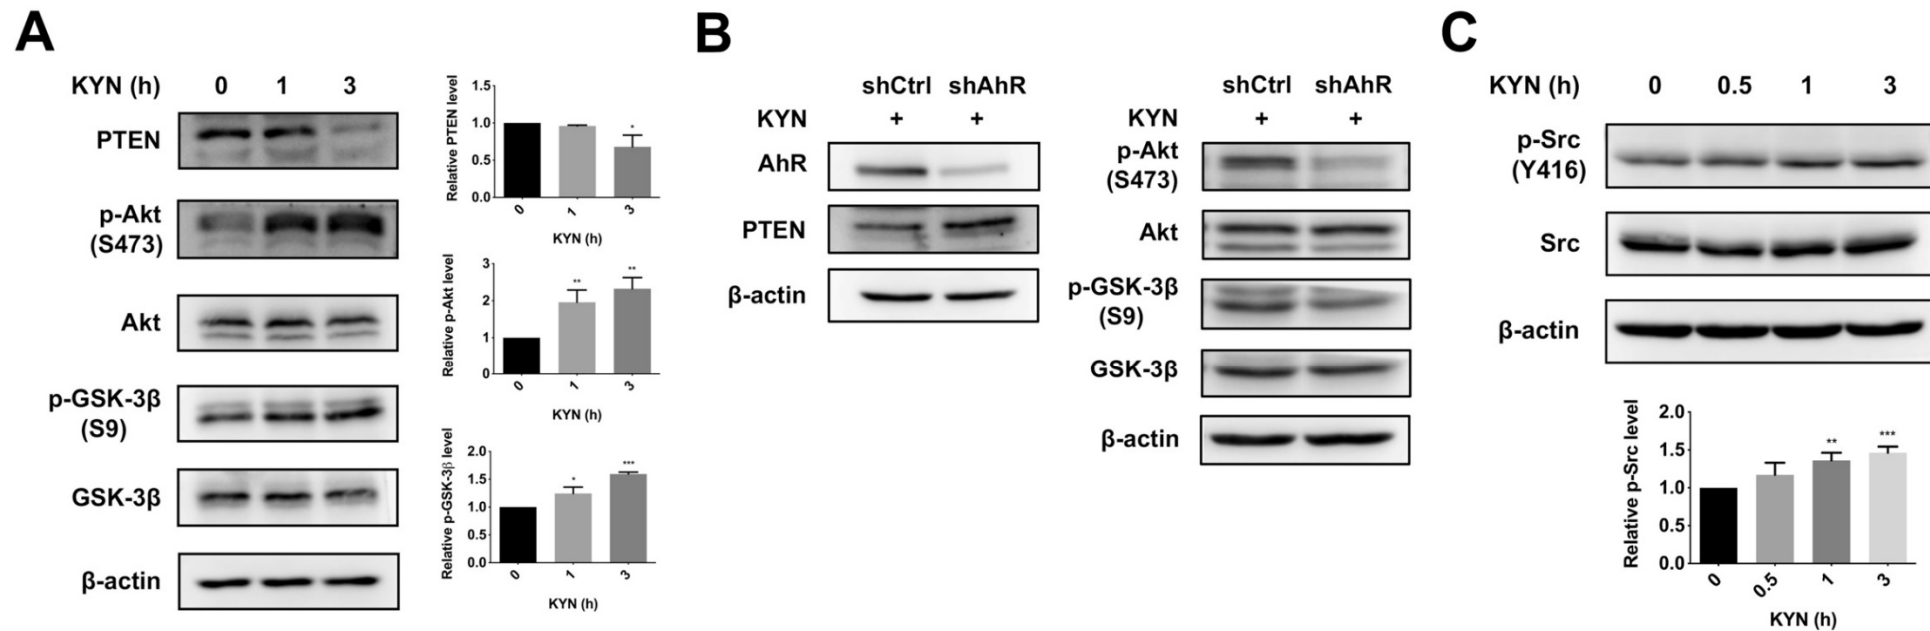 A
KYN (h) 0 1 3
PTEN
p-Akt
(S473)
Akt
p-GSK-3β
(S9)
GSK-3β
β-actin
Relative PTEN level
1.5
1.0
0.5
0.0
*
0 1 3
KYN (h)
Relative p-Akt level
3
2
1
0
** **
0 1 3
KYN (h)
Relative p-GSK-3β level
2.0
1.5
1.0
0.5
0.0
* ***
0 1 3
KYN (h)
B
shCtrl shAhR
KYN + +
AhR
PTEN
β-actin
shCtrl shAhR
KYN + +
p-Akt
(S473)
Akt
p-GSK-3β
(S9)
GSK-3β
β-actin
C
KYN (h) 0 0.5 1 3
p-Src
(Y416)
Src
β-actin
Relative p-Src level
2.0
1.5
1.0
0.5
0.0
** ***
0 0.5 1 3
KYN (h)